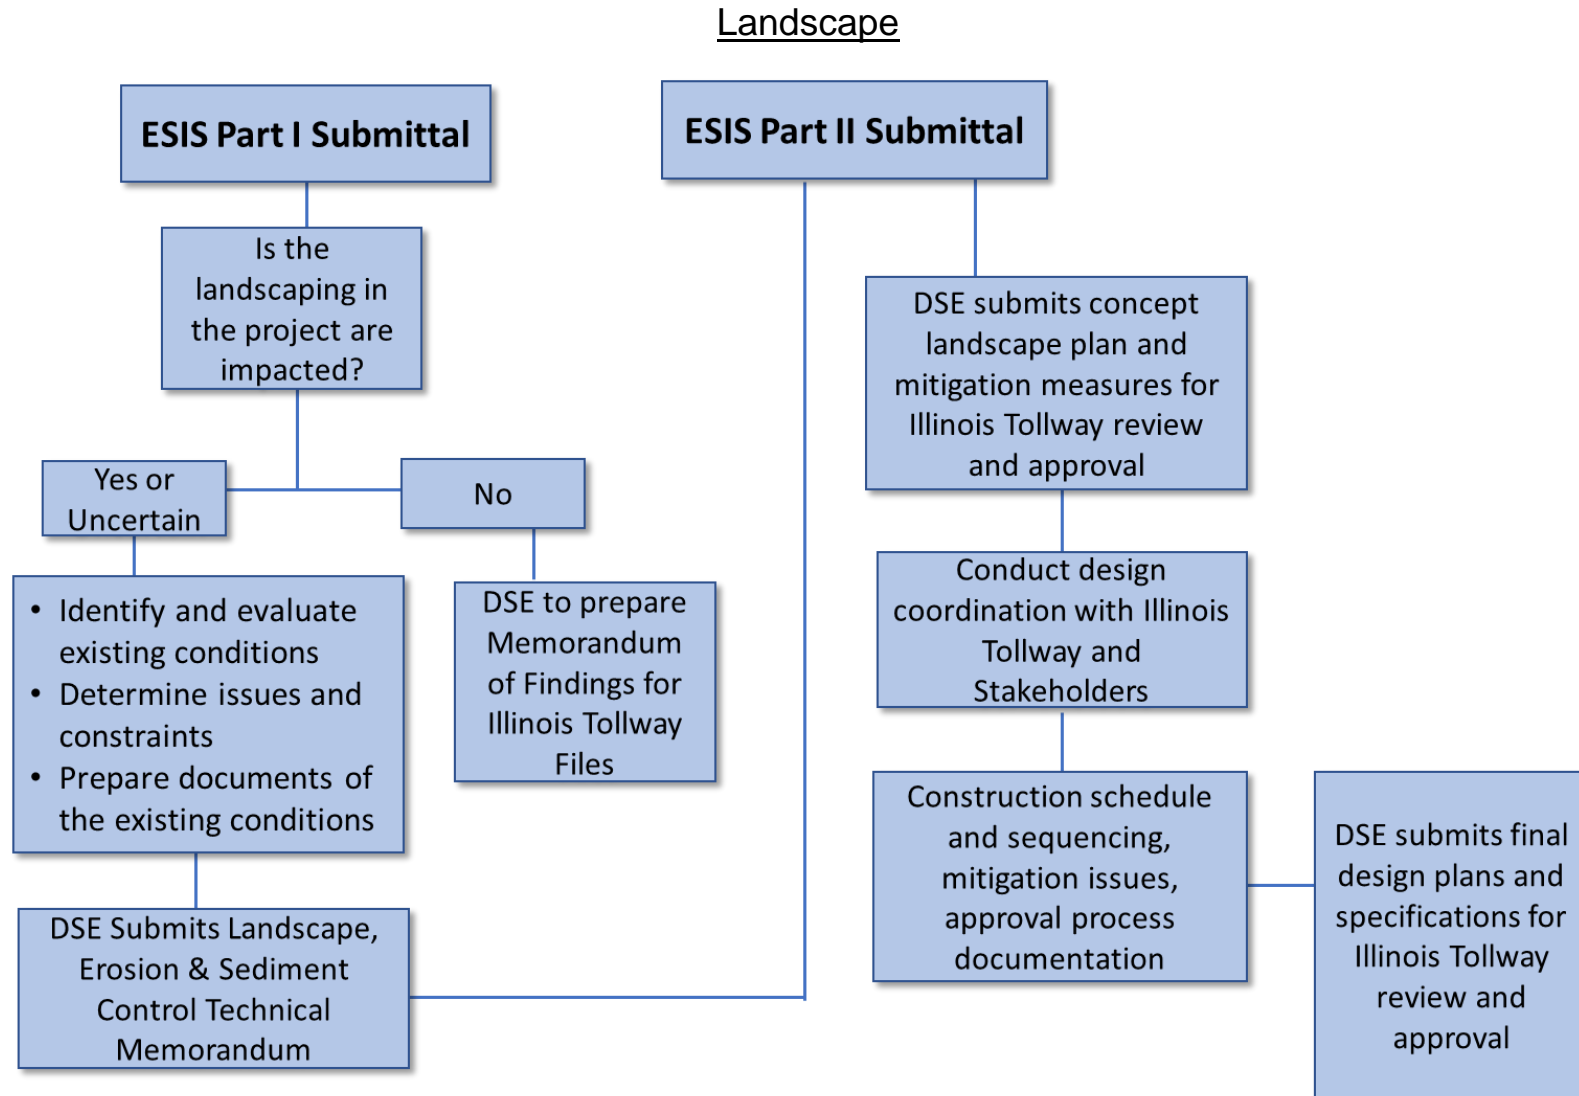 Landscape
ESIS Part I Submittal
Is the
landscaping in
the project are
impacted?
Yes or
Uncertain
No
• Identify and evaluate
existing conditions
• Determine issues and
constraints
• Prepare documents of
the existing conditions
DSE to prepare
Memorandum
of Findings for
Illinois Tollway
Files
DSE Submits Landscape,
Erosion & Sediment
Control Technical
Memorandum
ESIS Part II Submittal
DSE submits concept
landscape plan and
mitigation measures for
Illinois Tollway review
and approval
Conduct design
coordination with Illinois
Tollway and
Stakeholders
Construction schedule
and sequencing,
mitigation issues,
approval process
documentation
DSE submits final
design plans and
specifications for
Illinois Tollway
review and
approval